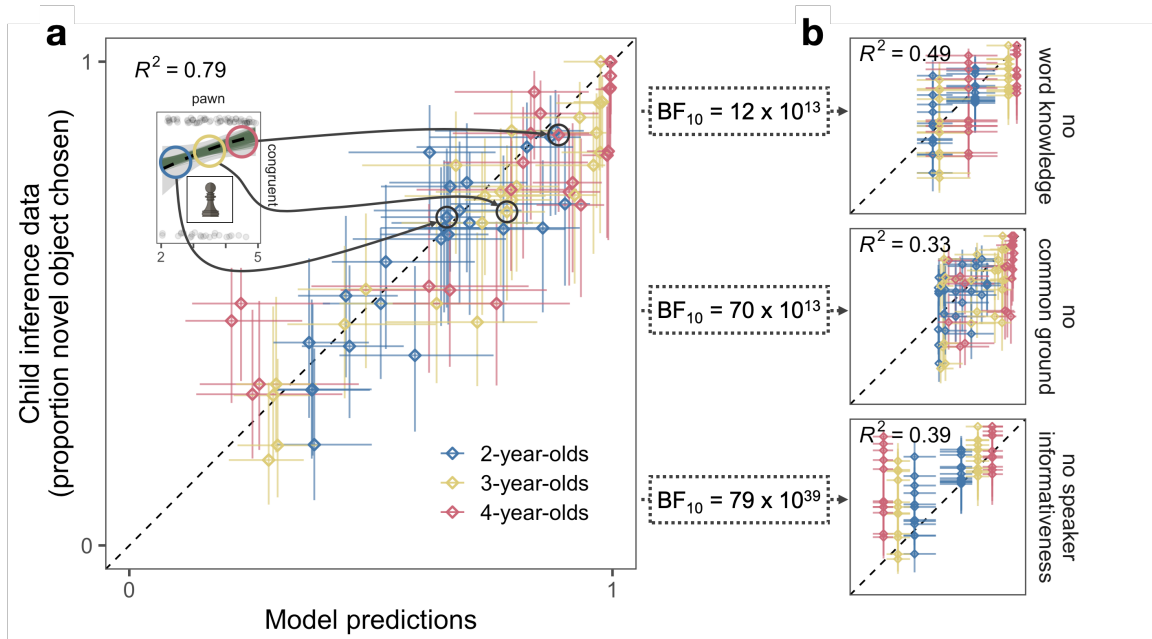 a
b
R² = 0.79
pawn
congruent
2
5
1
0
0
1
Child inference data
(proportion novel object chosen)
Model predictions
2-year-olds
3-year-olds
4-year-olds
BF₁₀ = 12 x 10¹³
BF₁₀ = 70 x 10¹³
BF₁₀ = 79 x 10³⁹
R² = 0.49
no
word knowledge
R² = 0.33
no
common ground
R² = 0.39
no speaker
informativeness